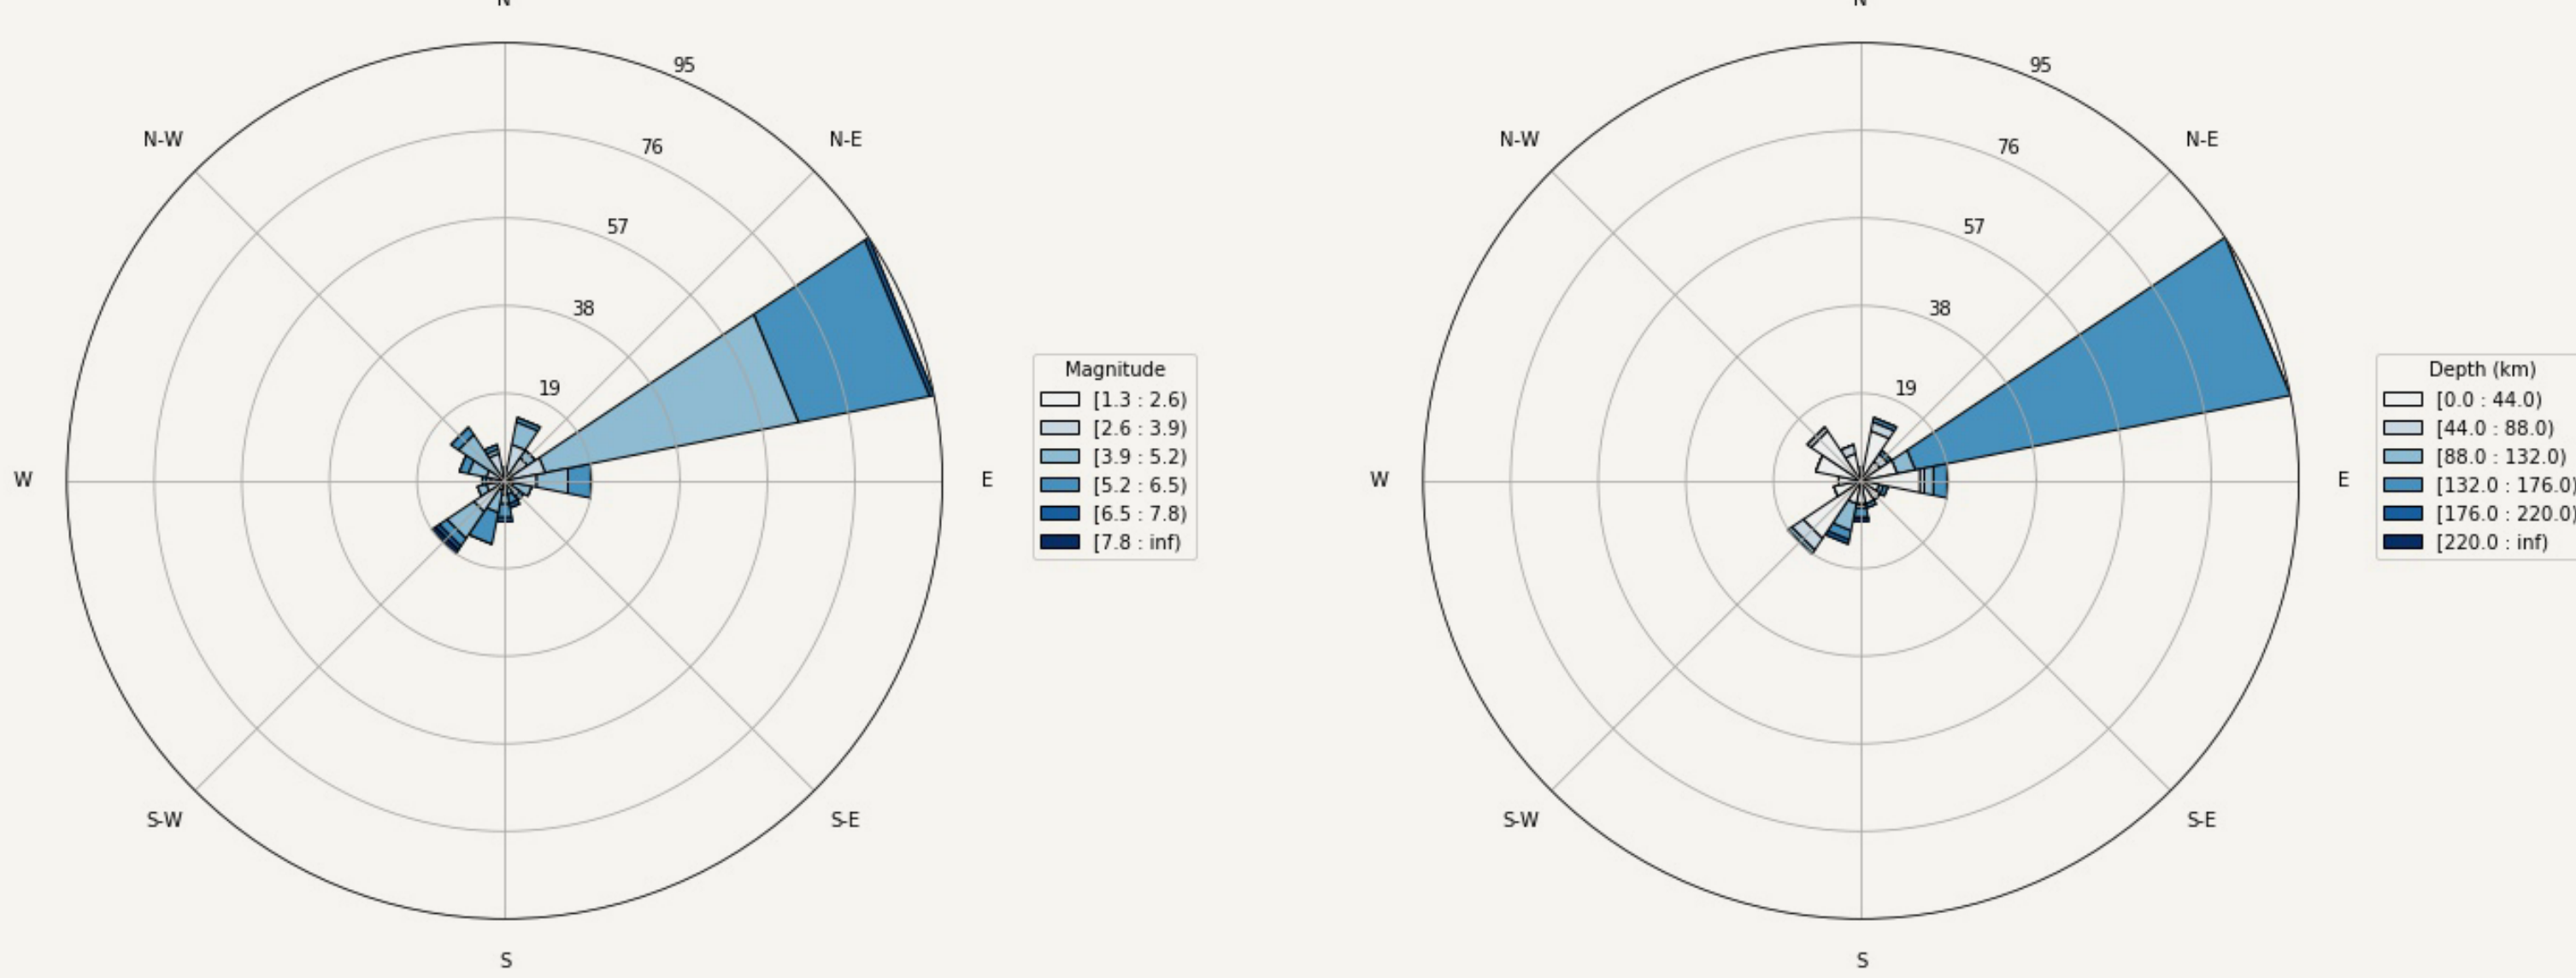 N
95
76
57
38
19
N-W
N-E
W
E
S-W
S-E
S
Magnitude
[1.3 : 2.6)
[2.6 : 3.9)
[3.9 : 5.2)
[5.2 : 6.5)
[6.5 : 7.8)
[7.8 : inf)
N
95
76
57
38
19
N-W
N-E
W
E
S-W
S-E
S
Depth (km)
[0.0 : 44.0)
[44.0 : 88.0)
[88.0 : 132.0)
[132.0 : 176.0)
[176.0 : 220.0)
[220.0 : inf)